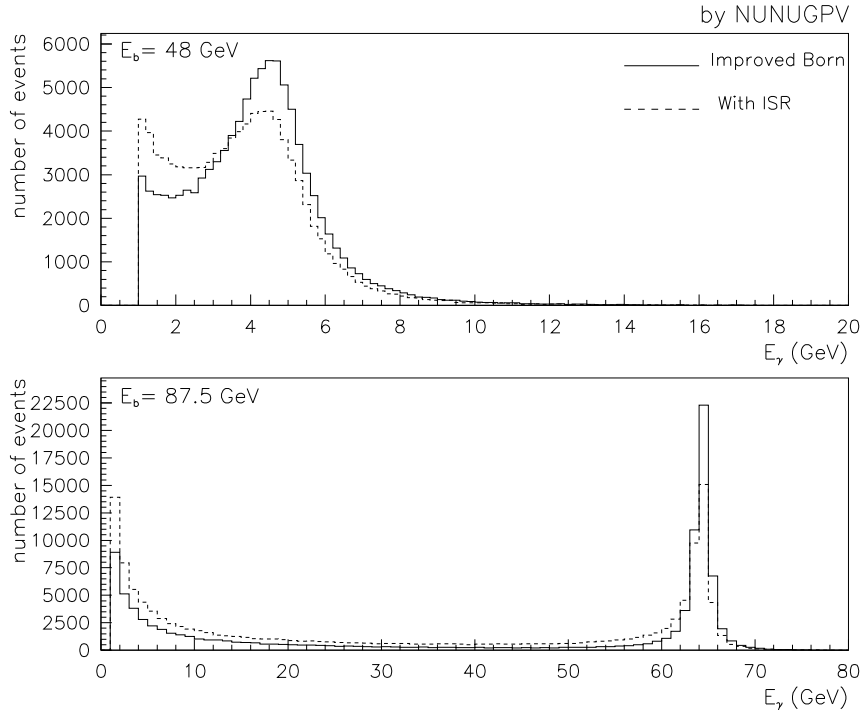 by NUNUGPV
E_b= 48 GeV
Improved Born
With ISR
number of events
6000
5000
4000
3000
2000
1000
0
0 2 4 6 8 10 12 14 16 18 20
E_γ (GeV)
E_b= 87.5 GeV
number of events
22500
20000
17500
15000
12500
10000
7500
5000
2500
0
0 10 20 30 40 50 60 70 80
E_γ (GeV)